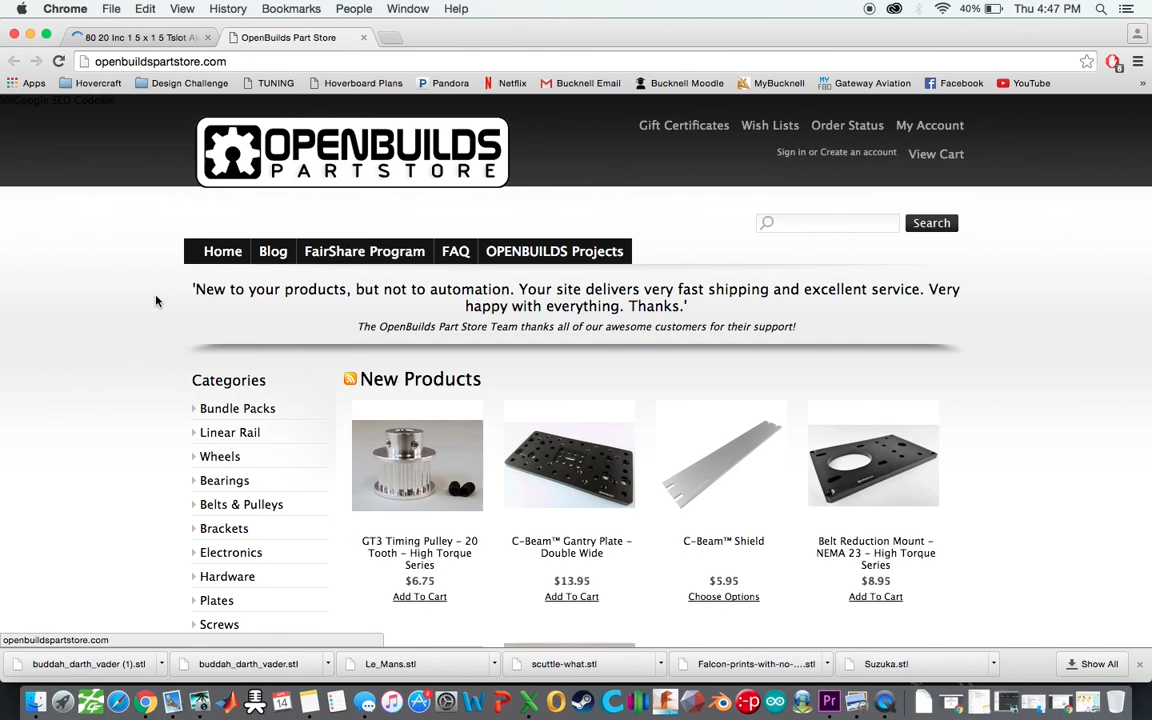 Chrome File Edit View History Bookmarks People Window Help 40% Thu 4:47 PM
80 20 Inc 1 5 x 1 5 Tslot Al
OpenBuilds Part Store
openbuildspartstore.com
Apps Hovercraft Design Challenge TUNING Hoverboard Plans Pandora Netflix Bucknell Email Bucknell Moodle MyBucknell Gateway Aviation Facebook YouTube »
%%Google SEO Code%%
Gift Certificates Wish Lists Order Status My Account
OPENBUILDS
PARTSTORE
Sign in or Create an account View Cart
Search
Home Blog FairShare Program FAQ OPENBUILDS Projects
'New to your products, but not to automation. Your site delivers very fast shipping and excellent service. Very
happy with everything. Thanks.'
The OpenBuilds Part Store Team thanks all of our awesome customers for their support!
Categories
Bundle Packs
Linear Rail
Wheels
Bearings
Belts & Pulleys
Brackets
Electronics
Hardware
Plates
Screws
New Products
GT3 Timing Pulley - 20
Tooth - High Torque
Series
$6.75
Add To Cart
C-Beam™ Gantry Plate -
Double Wide
$13.95
Add To Cart
C-Beam™ Shield
$5.95
Choose Options
Belt Reduction Mount -
NEMA 23 - High Torque
Series
$8.95
Add To Cart
openbuildspartstore.com
buddah_darth_vader (1).stl buddah_darth_vader.stl Le_Mans.stl scuttle-what.stl Falcon-prints-with-no-....stl Suzuka.stl Show All